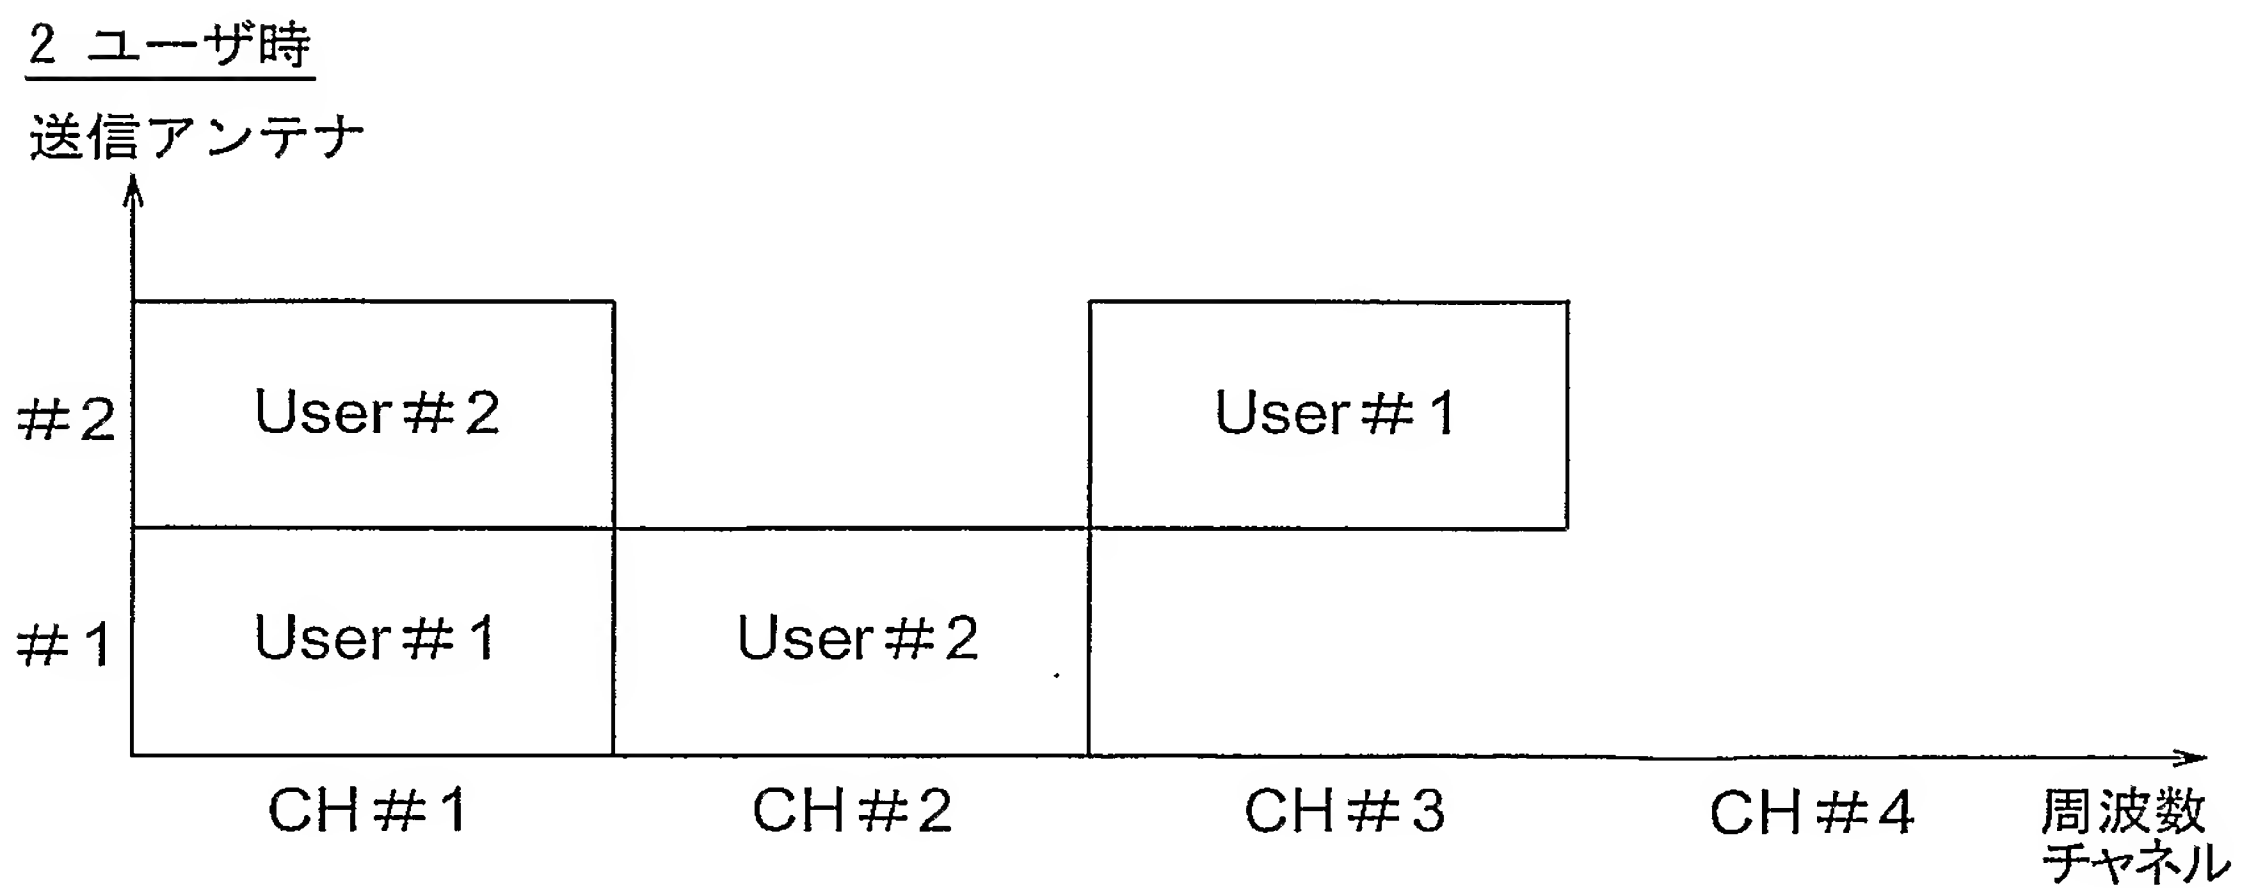 2 ユーザ時
送信アンテナ
#2
User#2
User#1
#1
User#1
User#2
CH#1
CH#2
CH#3
CH#4
周波数
チャネル